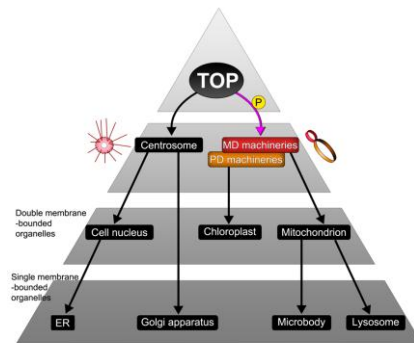 TOP
P
Centrosome
MD machineries
PD machineries
Double membrane
-bounded
organelles
Cell nucleus
Chloroplast
Mitochondrion
Single membrane
-bounded
organelles
ER
Golgi apparatus
Microbody
Lysosome